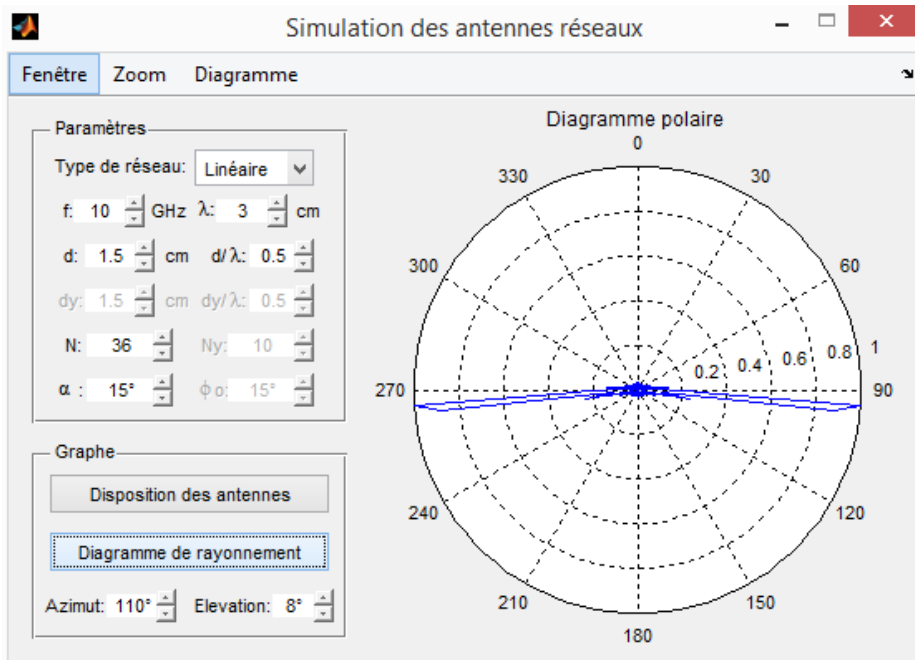 Simulation des antennes réseaux
Fenêtre Zoom Diagramme
Paramètres
Type de réseau: Linéaire
f: 10 GHz λ: 3 cm
d: 1.5 cm d/λ: 0.5
dy: 1.5 cm dy/λ: 0.5
N: 36 Ny: 10
α : 15° ϕo: 15°
Graphe
Disposition des antennes
Diagramme de rayonnement
Azimut: 110° Elevation: 8°
Diagramme polaire
0
330 30
300 60
0.2 0.4 0.6 0.8 1
270 90
240 120
210 150
180